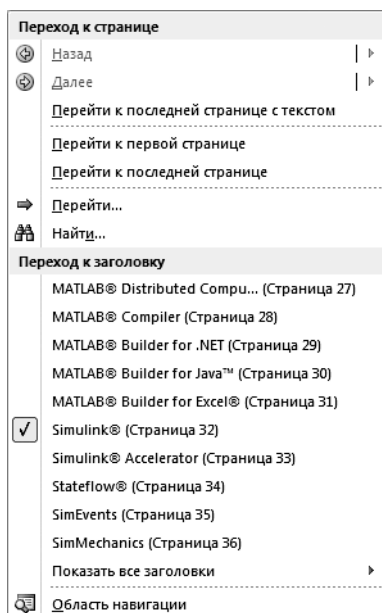 Переход к странице
Назад
Далее
Перейти к последней странице с текстом
Перейти к первой странице
Перейти к последней странице
Перейти...
Найти...
Переход к заголовку
MATLAB® Distributed Compu... (Страница 27)
MATLAB® Compiler (Страница 28)
MATLAB® Builder for .NET (Страница 29)
MATLAB® Builder for Java™ (Страница 30)
MATLAB® Builder for Excel® (Страница 31)
Simulink® (Страница 32)
Simulink® Accelerator (Страница 33)
Stateflow® (Страница 34)
SimEvents (Страница 35)
SimMechanics (Страница 36)
Показать все заголовки
Область навигации